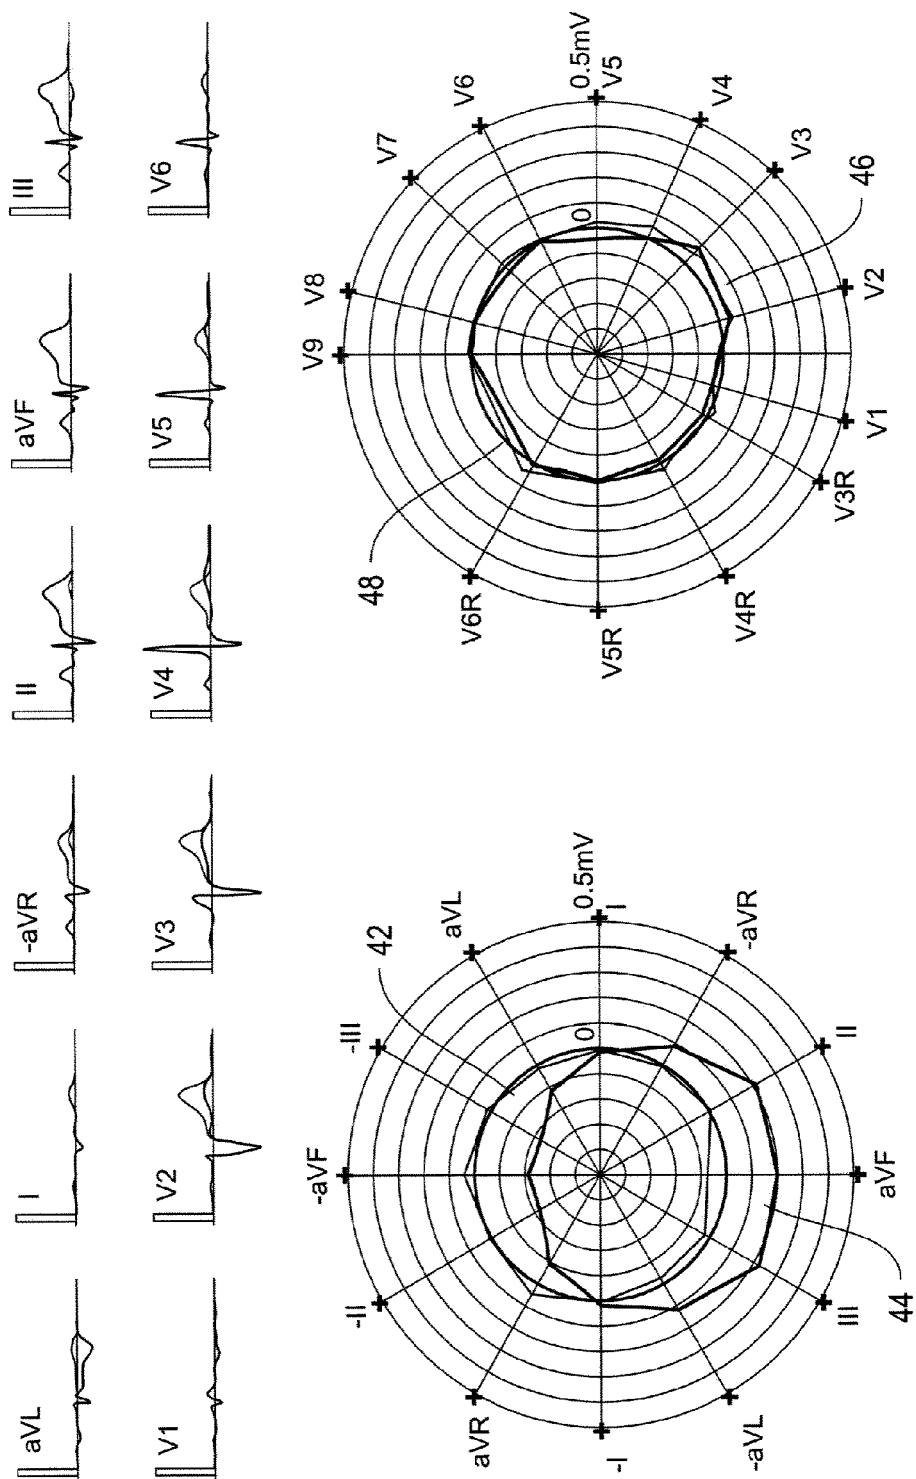 aVL
I
-aVR
II
aVF
III
V1
V2
V3
V4
V5
V6
42
-aVF
-III
aVL
0
0.5mV
I
-aVR
II
aVF
III
-aVL
-I
aVR
-II
44
48
V9
V8
V7
V6
0
0.5mV
V5
V4
V3
V2
V1
V3R
V4R
V5R
V6R
46